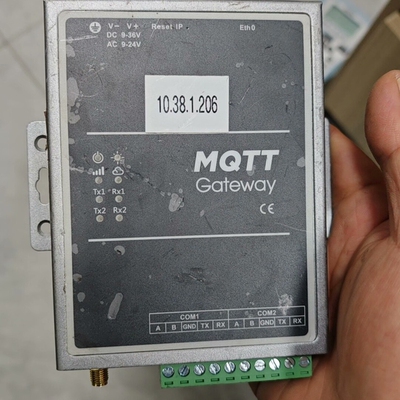 V− V+ Reset IP Eth0
DC 9-36V
AC 9-24V
10.38.1.206
MQTT
Gateway
CE
Tx1 Rx1
Tx2 Rx2
COM1 COM2
A B GND TX RX A B GND TX RX